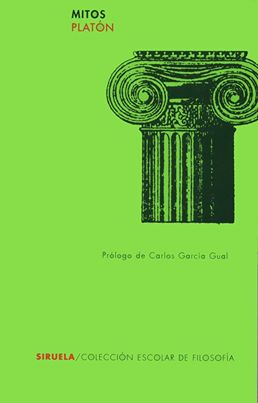 MITOS
PLATÓN
Prólogo de Carlos García Gual
SIRUELA/COLECCIÓN ESCOLAR DE FILOSOFÍA